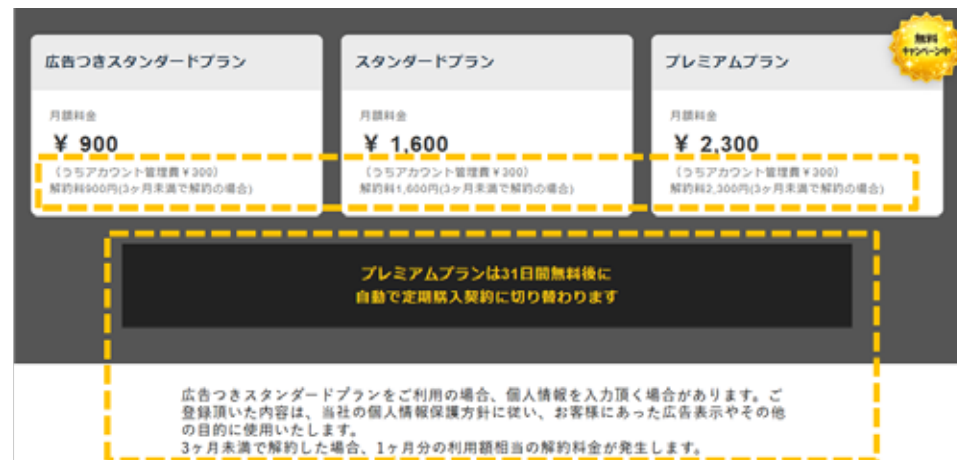 無料
キャンペーン中
広告つきスタンダードプラン
月額料金
¥ 900
(うちアカウント管理費¥300)
解約料900円(3ヶ月未満で解約の場合)
スタンダードプラン
月額料金
¥ 1,600
(うちアカウント管理費¥300)
解約料1,600円(3ヶ月未満で解約の場合)
プレミアムプラン
月額料金
¥ 2,300
(うちアカウント管理費¥300)
解約料2,300円(3ヶ月未満で解約の場合)
プレミアムプランは31日間無料後に
自動で定期購入契約に切り替わります
広告つきスタンダードプランをご利用の場合、個人情報を入力頂く場合があります。ご
登録頂いた内容は、当社の個人情報保護方針に従い、お客様にあった広告表示やその他
の目的に使用いたします。
3ヶ月未満で解約した場合、1ヶ月分の利用額相当の解約料金が発生します。